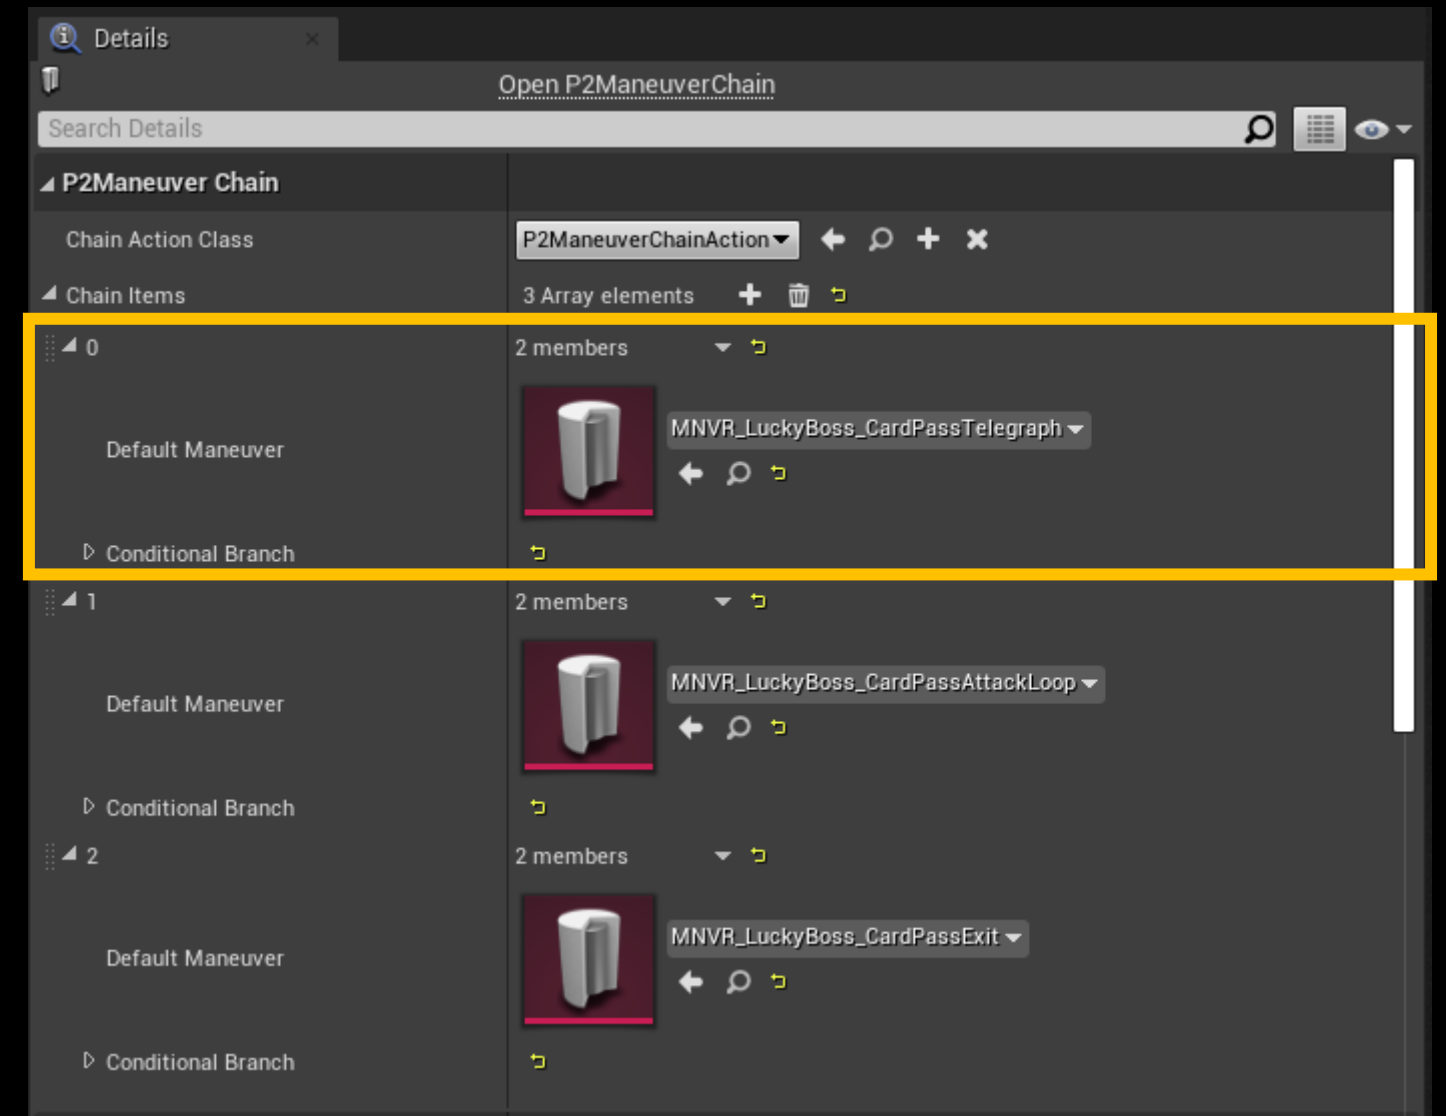 Details
Open P2ManeuverChain
Search Details
P2Maneuver Chain
Chain Action Class P2ManeuverChainAction
Chain Items 3 Array elements
0 2 members
Default Maneuver MNVR_LuckyBoss_CardPassTelegraph
Conditional Branch
1 2 members
Default Maneuver MNVR_LuckyBoss_CardPassAttackLoop
Conditional Branch
2 2 members
Default Maneuver MNVR_LuckyBoss_CardPassExit
Conditional Branch